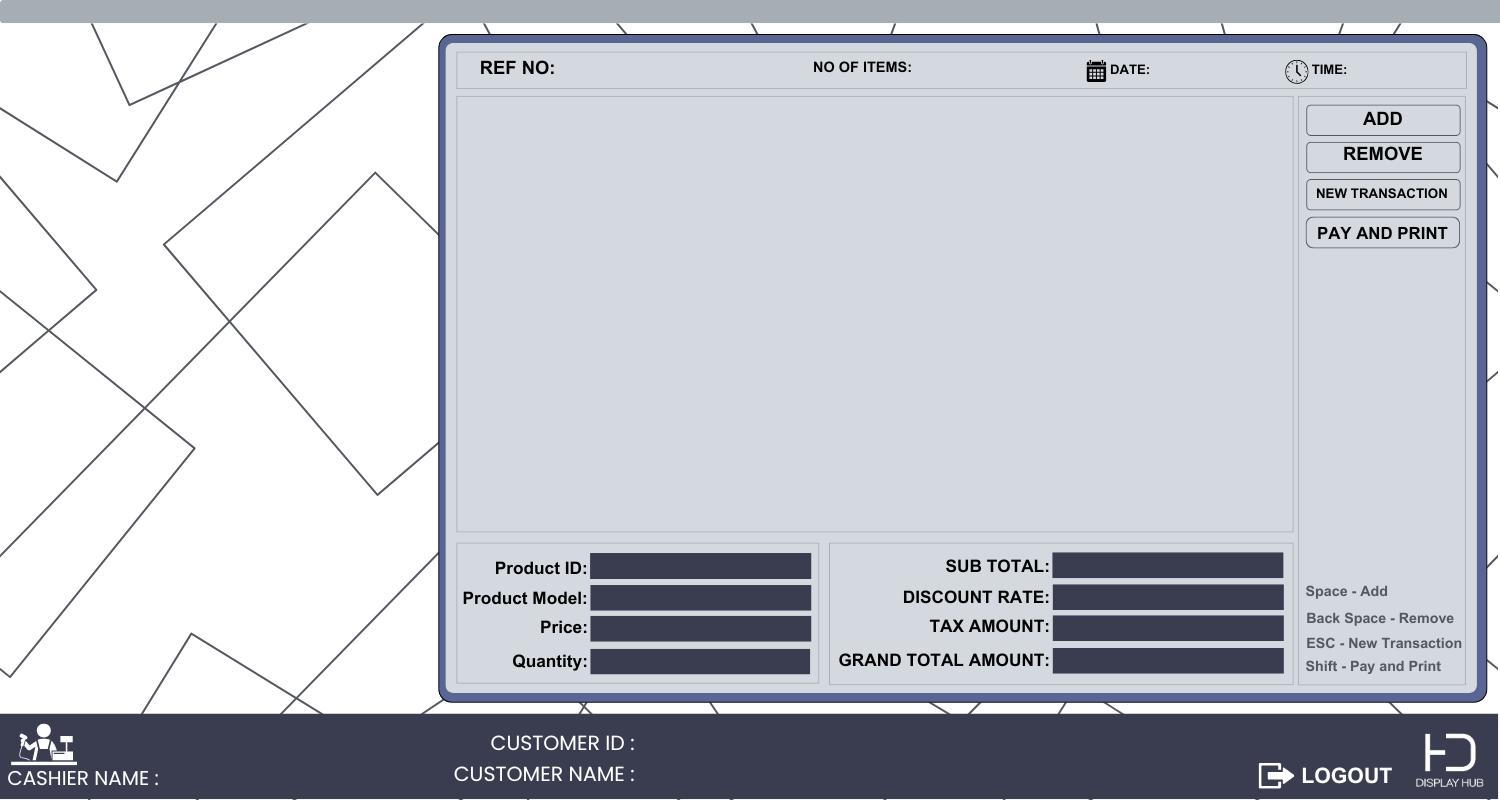 REF NO:
NO OF ITEMS:
DATE:
TIME:
ADD
REMOVE
NEW TRANSACTION
PAY AND PRINT
Product ID:
Product Model:
Price:
Quantity:
SUB TOTAL:
DISCOUNT RATE:
TAX AMOUNT:
GRAND TOTAL AMOUNT:
Space - Add
Back Space - Remove
ESC - New Transaction
Shift - Pay and Print
CASHIER NAME :
CUSTOMER ID :
CUSTOMER NAME :
LOGOUT
HD
DISPLAY HUB